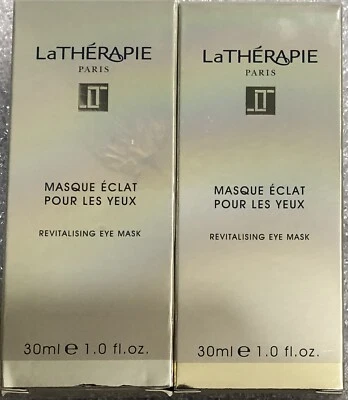 LaTHÉRAPIE
PARIS
MASQUE ÉCLAT
POUR LES YEUX
REVITALISING EYE MASK
30ml e 1.0 fl.oz.
LaTHÉRAPIE
PARIS
MASQUE ÉCLAT
POUR LES YEUX
REVITALISING EYE MASK
30ml e 1.0 fl.oz.